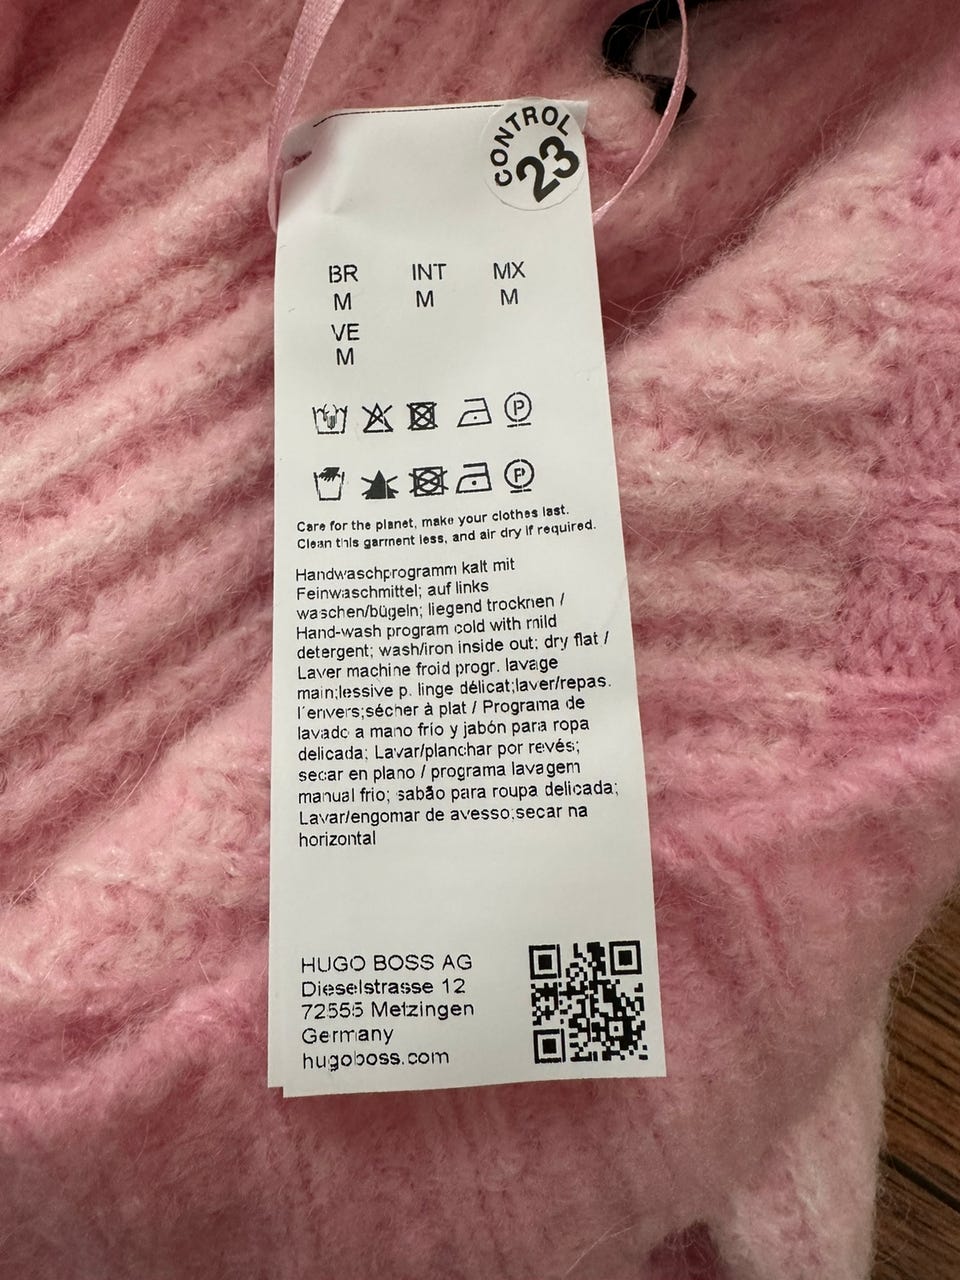 CONTROL
23
BR INT MX
M M M
VE
M
P
P
Care for the planet, make your clothes last.
Clean this garment less, and air dry if required.
Handwaschprogramm kalt mit
Feinwaschmittel; auf links
waschen/bügeln; liegend trocknen /
Hand-wash program cold with mild
detergent; wash/iron inside out; dry flat /
Laver machine froid progr. lavage
main;lessive p. linge délicat;laver/repas.
l´envers;sécher à plat / Programa de
lavado a mano frío y jabón para ropa
delicada; Lavar/planchar por revés;
secar en plano / programa lavagem
manual frio; sabão para roupa delicada;
Lavar/engomar de avesso;secar na
horizontal
HUGO BOSS AG
Dieselstrasse 12
72555 Metzingen
Germany
hugoboss.com